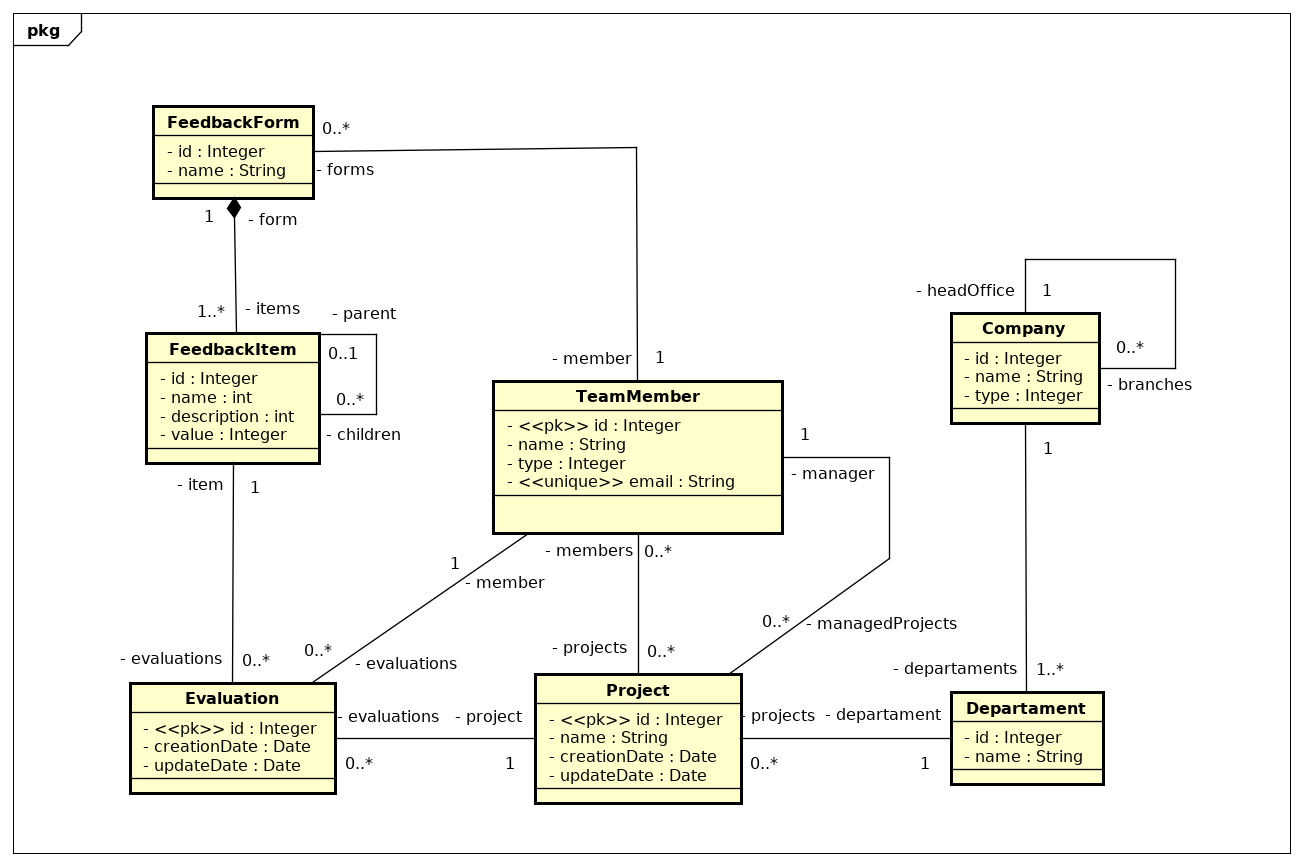 pkg
FeedbackForm
- id : Integer
- name : String
0..*
- forms
1
- form
1..*
- items
- parent
0..1
0..*
- children
FeedbackItem
- id : Integer
- name : int
- description : int
- value : Integer
- item
1
- member
1
TeamMember
- <<pk>> id : Integer
- name : String
- type : Integer
- <<unique>> email : String
1
- manager
- headOffice
1
Company
- id : Integer
- name : String
- type : Integer
0..*
- branches
1
1
- member
- members
0..*
0..*
- managedProjects
- evaluations
0..*
0..*
- evaluations
- projects
0..*
- departaments
1..*
Evaluation
- <<pk>> id : Integer
- creationDate : Date
- updateDate : Date
- evaluations
- project
0..*
1
Project
- <<pk>> id : Integer
- name : String
- creationDate : Date
- updateDate : Date
- projects
- departament
0..*
1
Departament
- id : Integer
- name : String